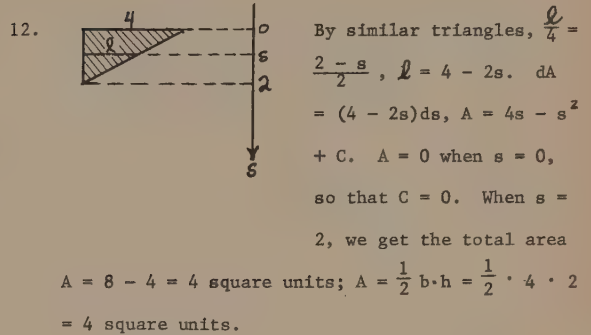 12.
4
0
ℓ
s
2
s
By similar triangles, ℓ/4 =
(2 - s)/2 , ℓ = 4 - 2s. dA
= (4 - 2s)ds, A = 4s - s²
+ C. A = 0 when s = 0,
so that C = 0. When s =
2, we get the total area
A = 8 - 4 = 4 square units; A = 1/2 b·h = 1/2 · 4 · 2
= 4 square units.